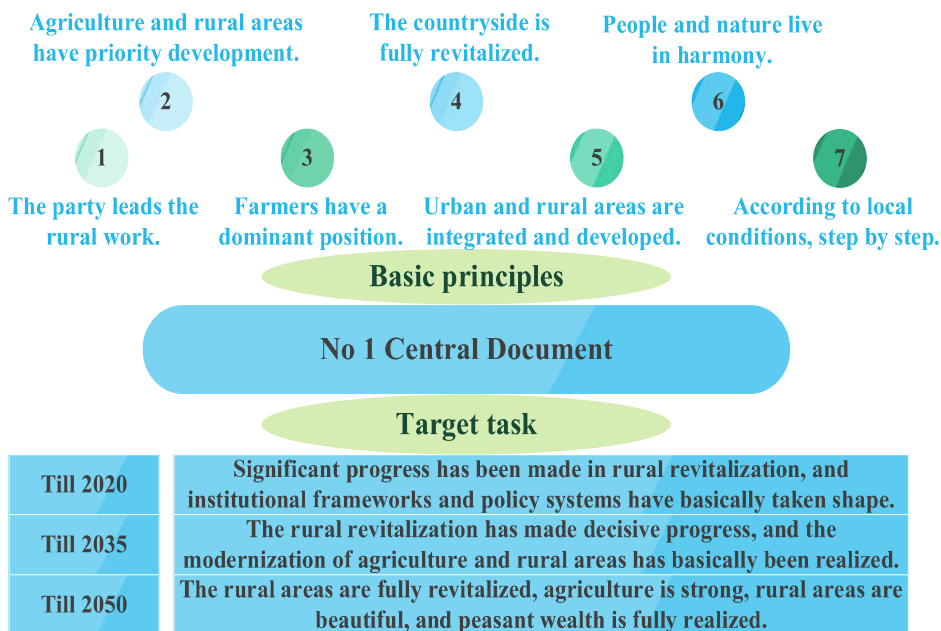 Agriculture and rural areas
have priority development.
The countryside is
fully revitalized.
People and nature live
in harmony.
2
4
6
1
3
5
7
The party leads the
rural work.
Farmers have a
dominant position.
Urban and rural areas are
integrated and developed.
According to local
conditions, step by step.
Basic principles
No 1 Central Document
Target task
Till 2020
Significant progress has been made in rural revitalization, and
institutional frameworks and policy systems have basically taken shape.
Till 2035
The rural revitalization has made decisive progress, and the
modernization of agriculture and rural areas has basically been realized.
Till 2050
The rural areas are fully revitalized, agriculture is strong, rural areas are
beautiful, and peasant wealth is fully realized.